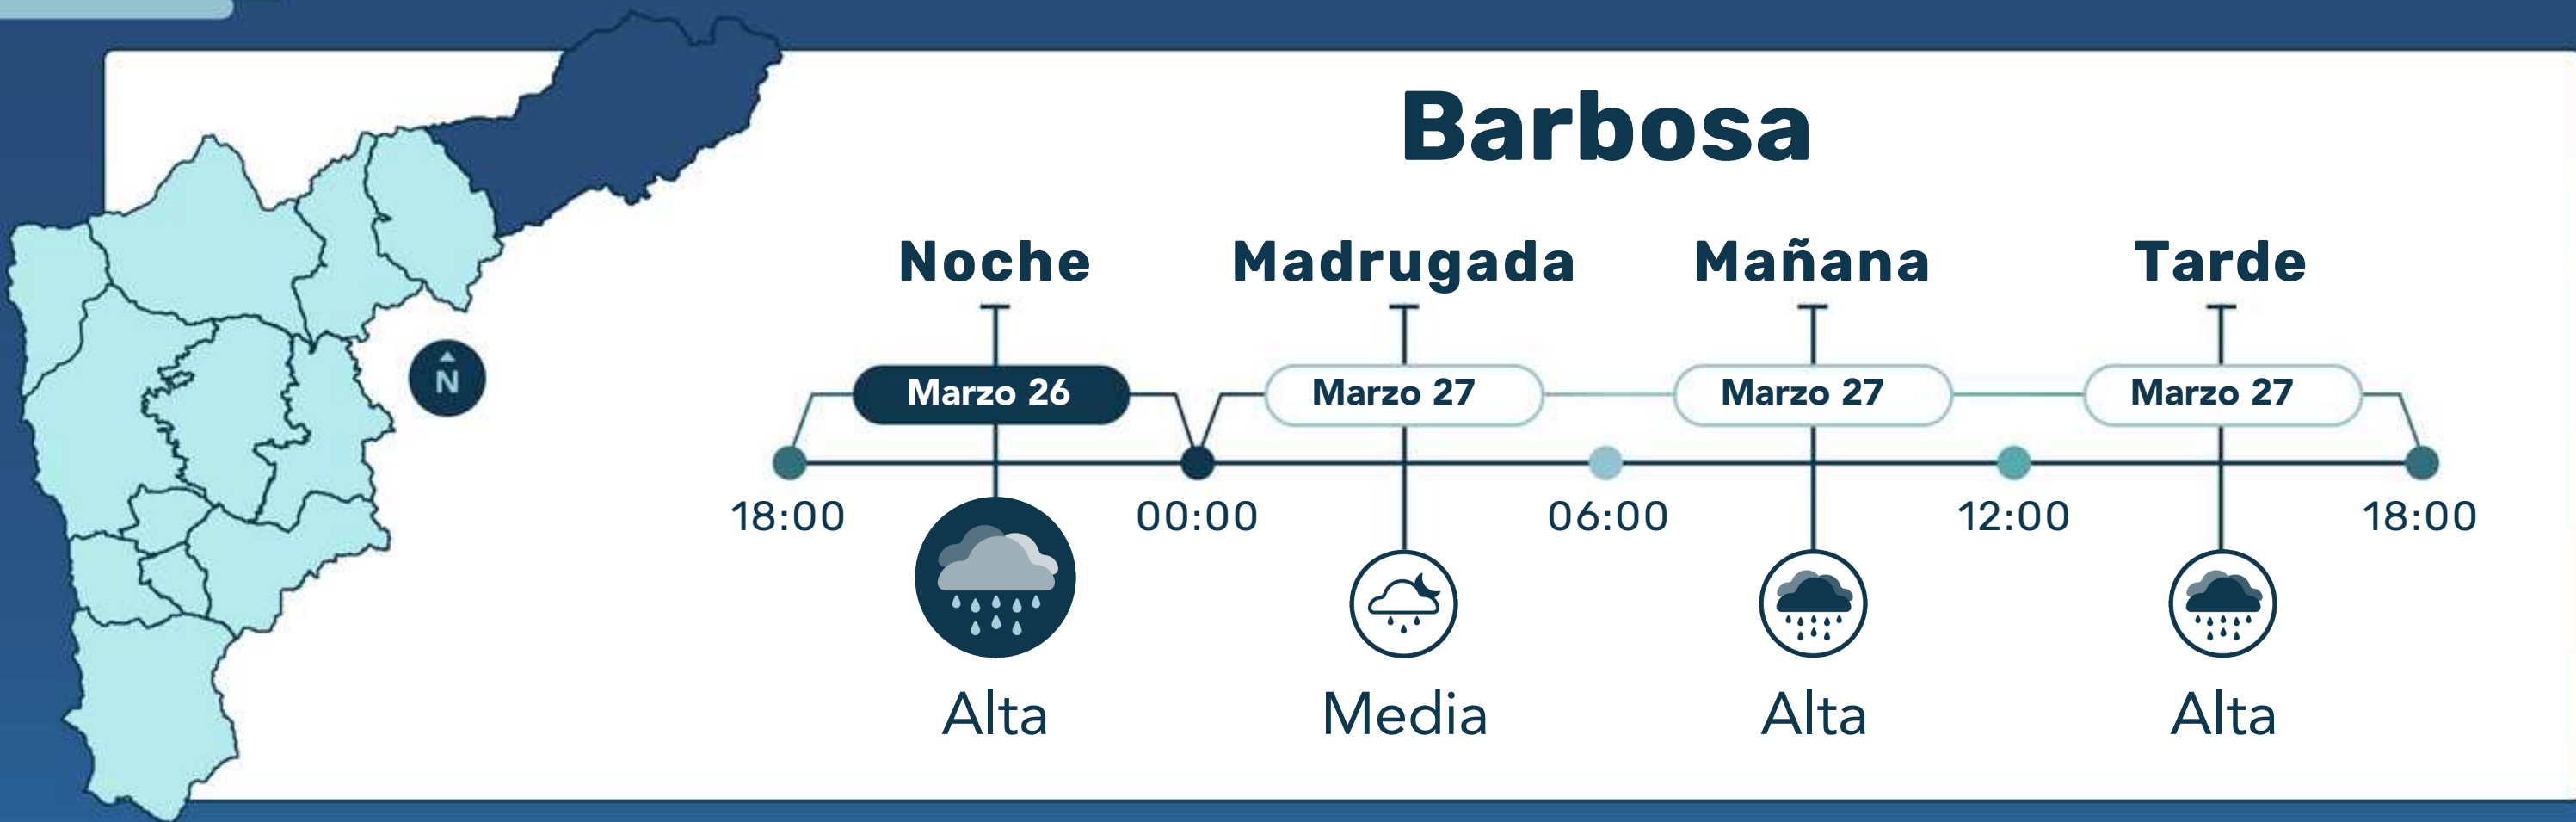 Barbosa
Noche Madrugada Mañana Tarde
N
Marzo 26 Marzo 27 Marzo 27 Marzo 27
18:00 00:00 06:00 12:00 18:00
Alta Media Alta Alta